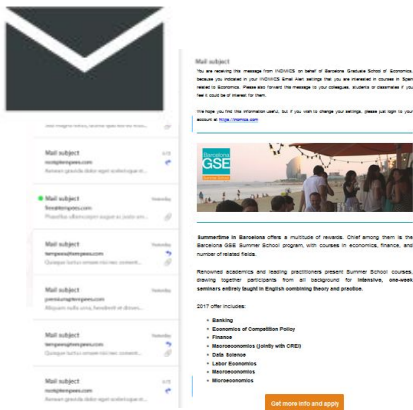 Mail subject
Mail subject
Yesterday
Mail subject
Yesterday
Mail subject
Yesterday
Mail subject
Yesterday
Mail subject
Mail subject
You are receiving this message from INOMICS on behalf of Barcelona Graduate School of Economics,
because you indicated in your INOMICS Email Alert settings that you are interested in courses in Spain
related to Economics. Please also forward this message to your colleagues, students or classmates if you
feel it could be of interest for them.
We hope you find this information useful, but if you wish to change your settings, please just login to your
account at https://inomics.com
Barcelona
GSE
Summertime in Barcelona offers a multitude of rewards. Chief among them is the
Barcelona GSE Summer School program, with courses in economics, finance, and
number of related fields.
Renowned academics and leading practitioners present Summer School courses,
drawing together participants from all background for intensive, one-week
seminars entirely taught in English combining theory and practice.
2017 offer includes:
Banking
Economics of Competition Policy
Finance
Macroeconomics (jointly with CREI)
Data Science
Labor Economics
Macroeconomics
Microeconomics
Get more info and apply